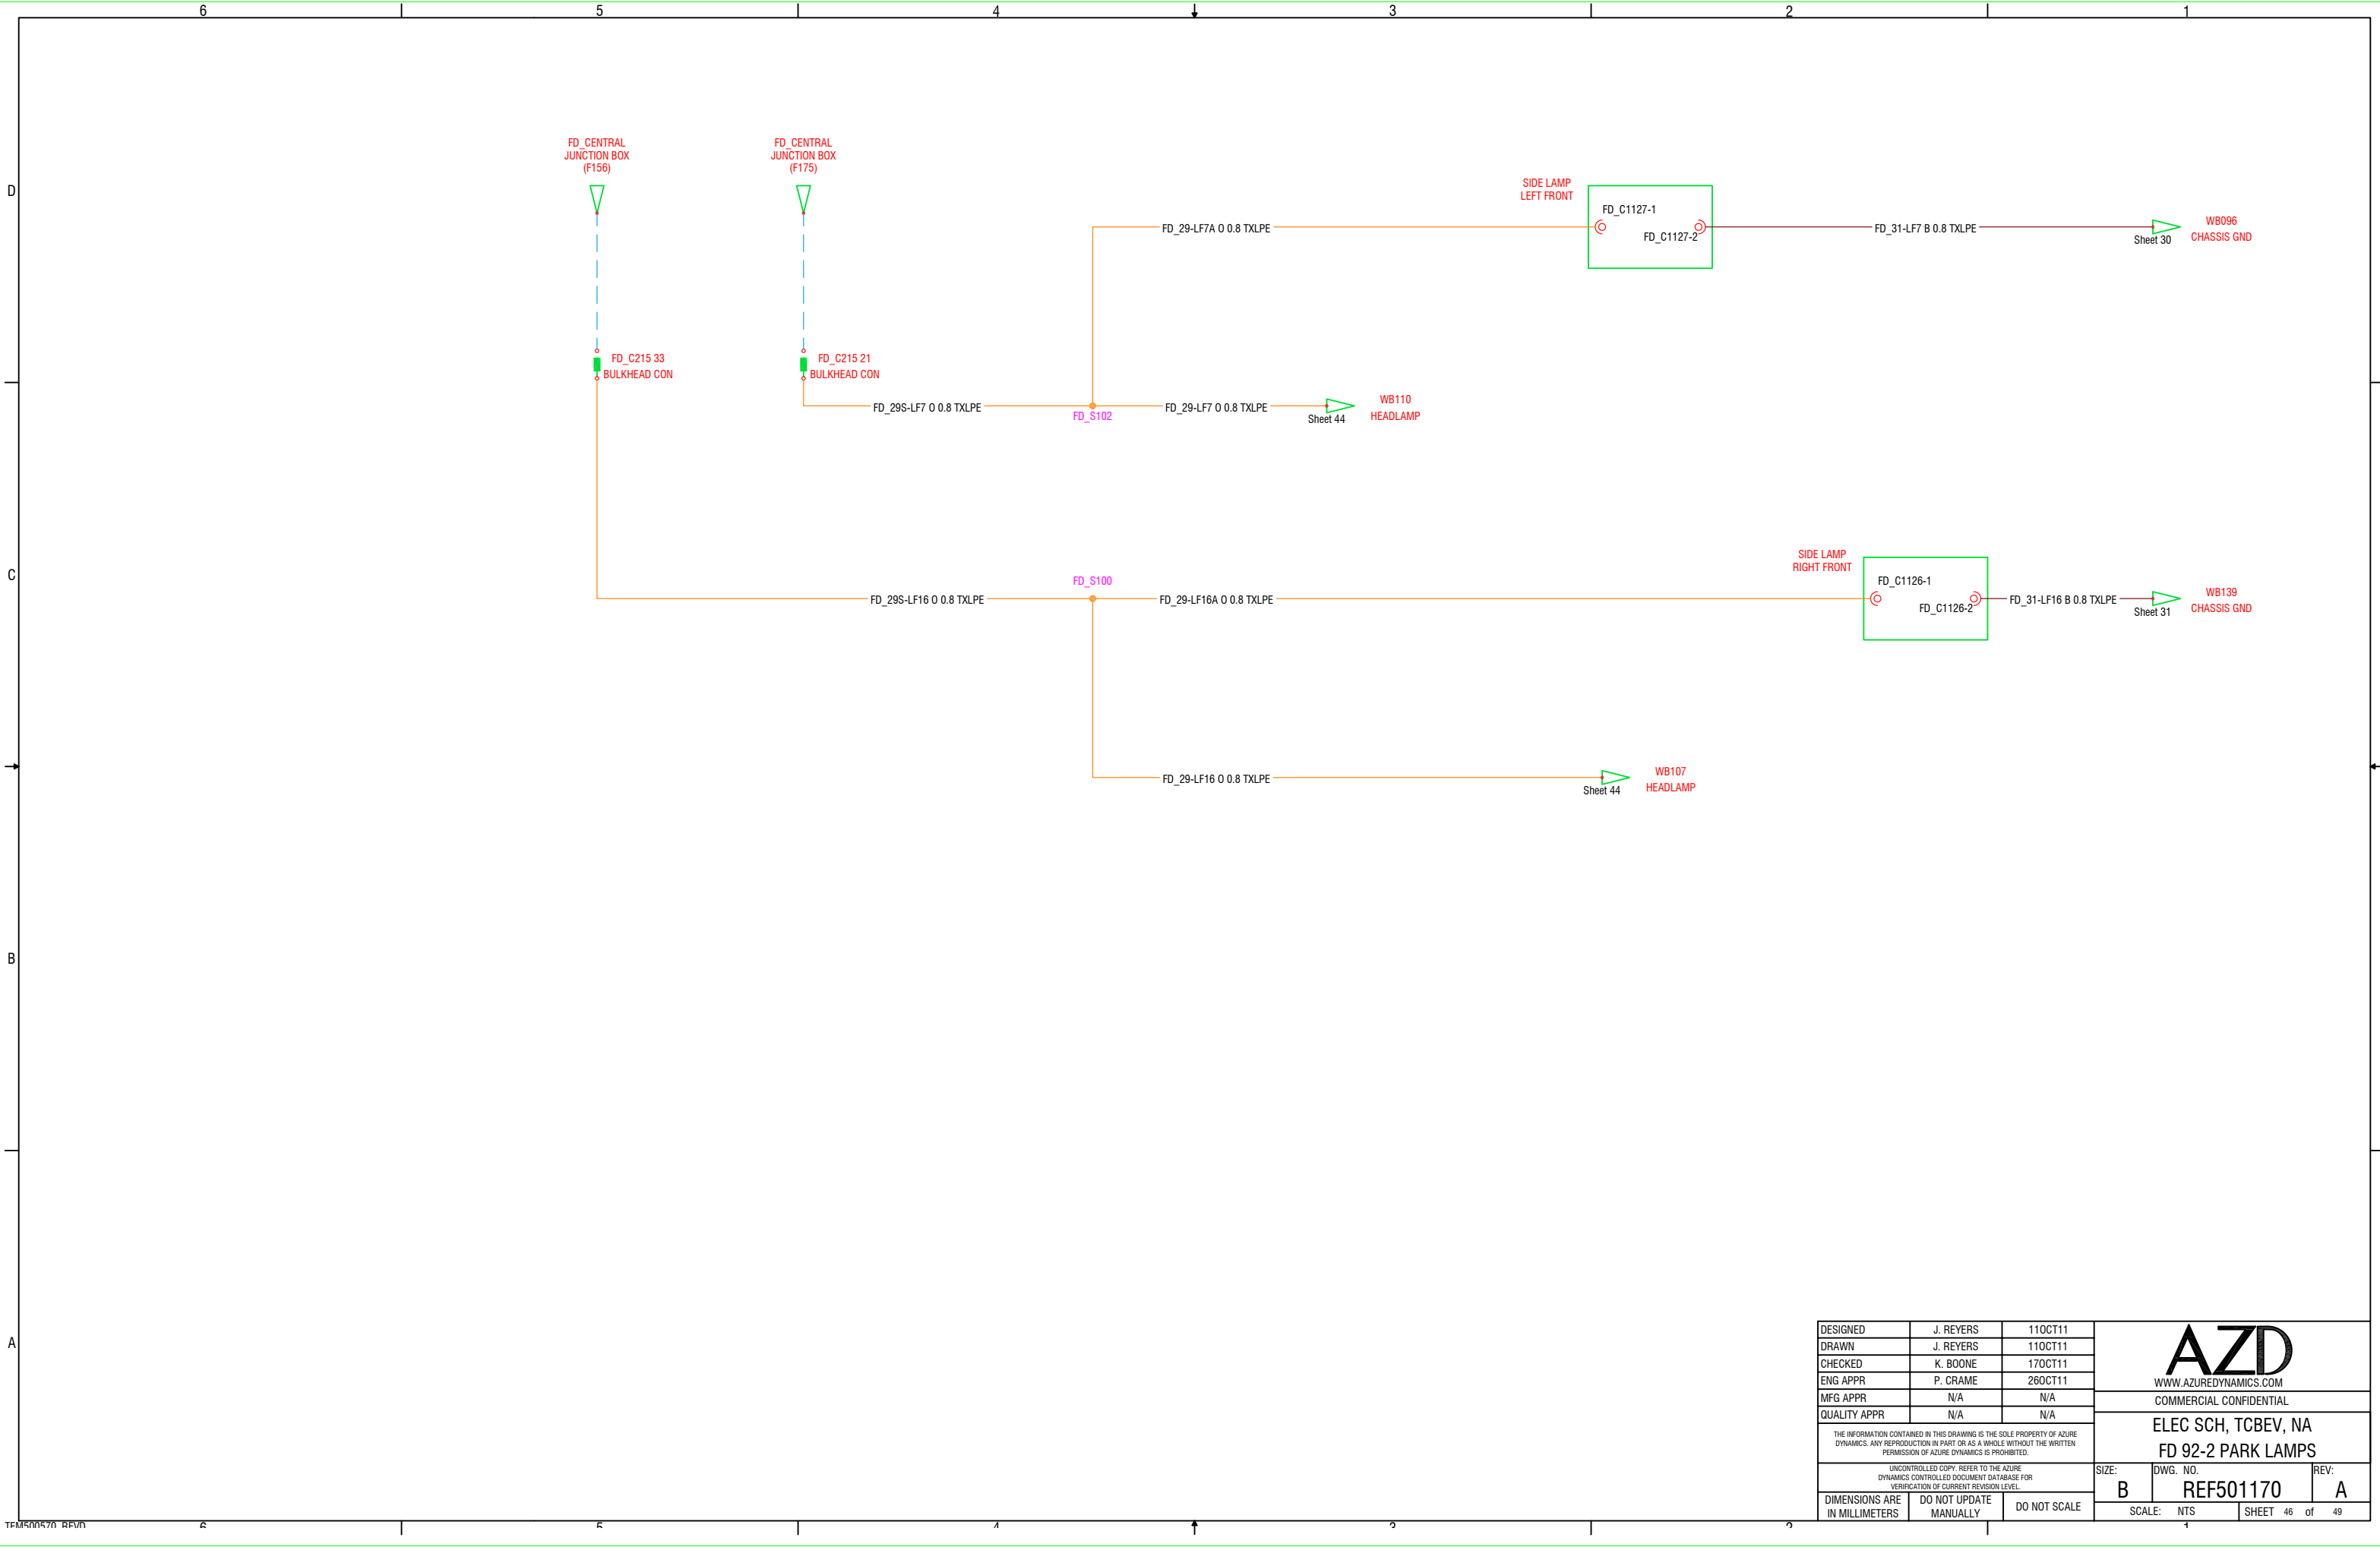 6 5 4 3 2 1
FD_CENTRAL
JUNCTION BOX
(F156)
FD_CENTRAL
JUNCTION BOX
(F175)
D
SIDE LAMP
LEFT FRONT
FD_C1127-1
FD_C1127-2
FD_29-LF7A O 0.8 TXLPE
FD_31-LF7 B 0.8 TXLPE
Sheet 30
WB096
CHASSIS GND
FD_C215 33
BULKHEAD CON
FD_C215 21
BULKHEAD CON
FD_29S-LF7 O 0.8 TXLPE
FD_S102
FD_29-LF7 O 0.8 TXLPE
Sheet 44
WB110
HEADLAMP
C
SIDE LAMP
RIGHT FRONT
FD_C1126-1
FD_C1126-2
FD_S100
FD_29S-LF16 O 0.8 TXLPE
FD_29-LF16A O 0.8 TXLPE
FD_31-LF16 B 0.8 TXLPE
Sheet 31
WB139
CHASSIS GND
FD_29-LF16 O 0.8 TXLPE
Sheet 44
WB107
HEADLAMP
B
A
DESIGNED J. REYERS 11OCT11
DRAWN J. REYERS 11OCT11
CHECKED K. BOONE 17OCT11
ENG APPR P. CRAME 26OCT11
MFG APPR N/A N/A
QUALITY APPR N/A N/A
THE INFORMATION CONTAINED IN THIS DRAWING IS THE SOLE PROPERTY OF AZURE
DYNAMICS. ANY REPRODUCTION IN PART OR AS A WHOLE WITHOUT THE WRITTEN
PERMISSION OF AZURE DYNAMICS IS PROHIBITED.
UNCONTROLLED COPY. REFER TO THE AZURE
DYNAMICS CONTROLLED DOCUMENT DATABASE FOR
VERIFICATION OF CURRENT REVISION LEVEL.
DIMENSIONS ARE
IN MILLIMETERS
DO NOT UPDATE
MANUALLY
DO NOT SCALE
AZD
WWW.AZUREDYNAMICS.COM
COMMERCIAL CONFIDENTIAL
ELEC SCH, TCBEV, NA
FD 92-2 PARK LAMPS
SIZE: B
DWG. NO. REF501170
REV: A
SCALE: NTS
SHEET 46 of 49
TEM500570_REVD
6 5 4 3 2 1